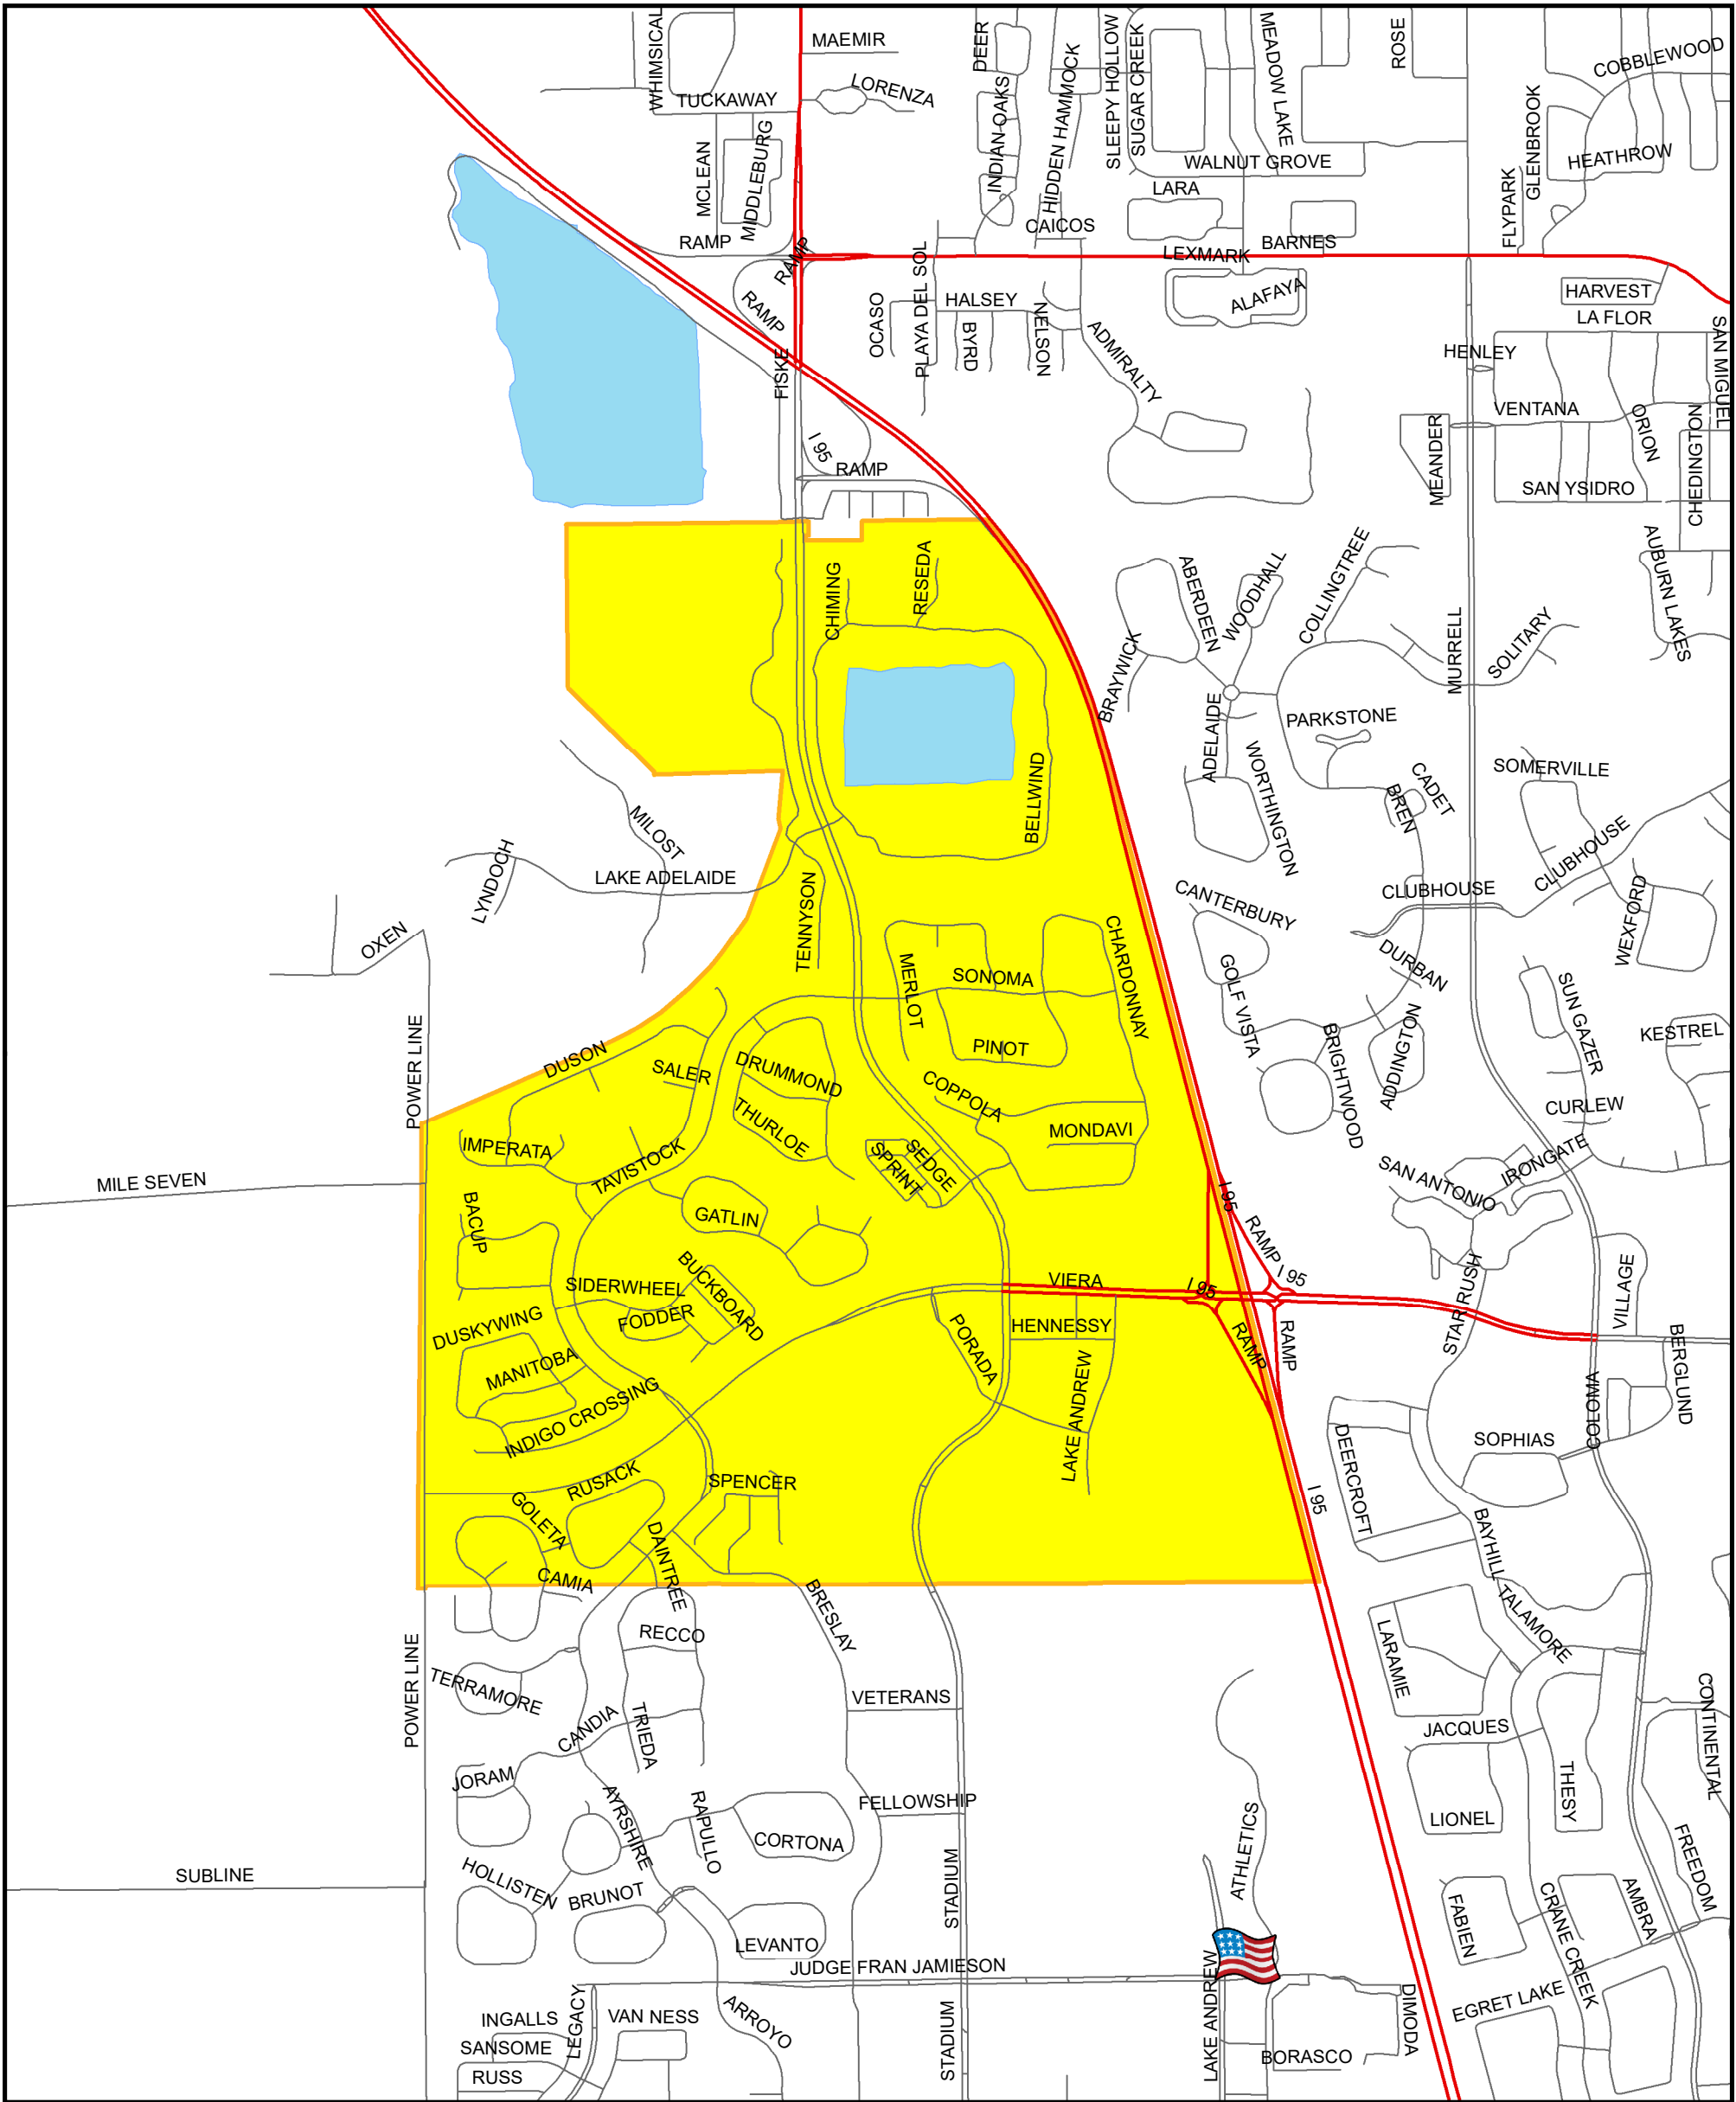 WHIMSICAL
MAEMIR
TUCKAWAY
LORENZA
MCLEAN
MIDDLEBURG
DEER
INDIAN OAKS
HIDDEN HAMMOCK
SLEEPY HOLLOW
SUGAR CREEK
MEADOW LAKE
ROSE
COBBLEWOOD
GLENBROOK
HEATHROW
FLYPARK
WALNUT GROVE
LARA
CAICOS
LEXMARK
BARNES
RAMP
RAMP
RAMP
FISKE
I 95
RAMP
OCASO
PLAYA DEL SOL
HALSEY
BYRD
NELSON
ADMIRALTY
ALAFAYA
HARVEST
LA FLOR
SAN MIGUEL
HENLEY
VENTANA
ORION
CHEDINGTON
MEANDER
SAN YSIDRO
AUBURN LAKES
CHIMING
RESEDA
BELLWIND
BRAYWICK
ABERDEEN
WOODHALL
COLLINGTREE
MURRELL
SOLITARY
ADELAIDE
PARKSTONE
WORTHINGTON
BREN
CADET
SOMERVILLE
CLUBHOUSE
CLUBHOUSE
WEXFORD
MILOST
LYNDOCH
LAKE ADELAIDE
OXEN
TENNYSON
MERLOT
SONOMA
CHARDONNAY
PINOT
CANTERBURY
GOLF VISTA
DURBAN
ADDINGTON
BRIGHTWOOD
SUN GAZER
KESTREL
CURLEW
POWER LINE
DUSON
SALER
DRUMMOND
THURLOE
COPPOLA
MONDAVI
SPRINT
SEDGE
IMPERATA
TAVISTOCK
MILE SEVEN
BACUP
GATLIN
SAN ANTONIO
IRONGATE
I 95
RAMP
I 95
I 95
VIERA
SIDERWHEEL
BUCKBOARD
FODDER
DUSKYWING
MANITOBA
INDIGO CROSSING
PORADA
HENNESSY
LAKE ANDREW
RAMP
RAMP
STAR RUSH
VILLAGE
BERGLUND
COLOMA
SOPHIAS
DEERCROFT
I 95
RUSACK
GOLETA
SPENCER
DAINTREE
CAMIA
BRESLAY
BAYHILL
TALAMORE
LARAMIE
POWER LINE
RECCO
TERRAMORE
CANDIA
TRIEDA
VETERANS
JACQUES
CONTINENTAL
JORAM
AYRSHIRE
RAPULLO
FELLOWSHIP
CORTONA
LIONEL
THESY
FREEDOM
SUBLINE
HOLLISTEN
BRUNOT
STADIUM
ATHLETICS
LEVANTO
FABIEN
CRANE CREEK
AMBRA
JUDGE FRAN JAMIESON
LAKE ANDREW
DIMODA
EGRET LAKE
INGALLS
LEGACY
VAN NESS
ARROYO
STADIUM
SANSOME
RUSS
BORASCO